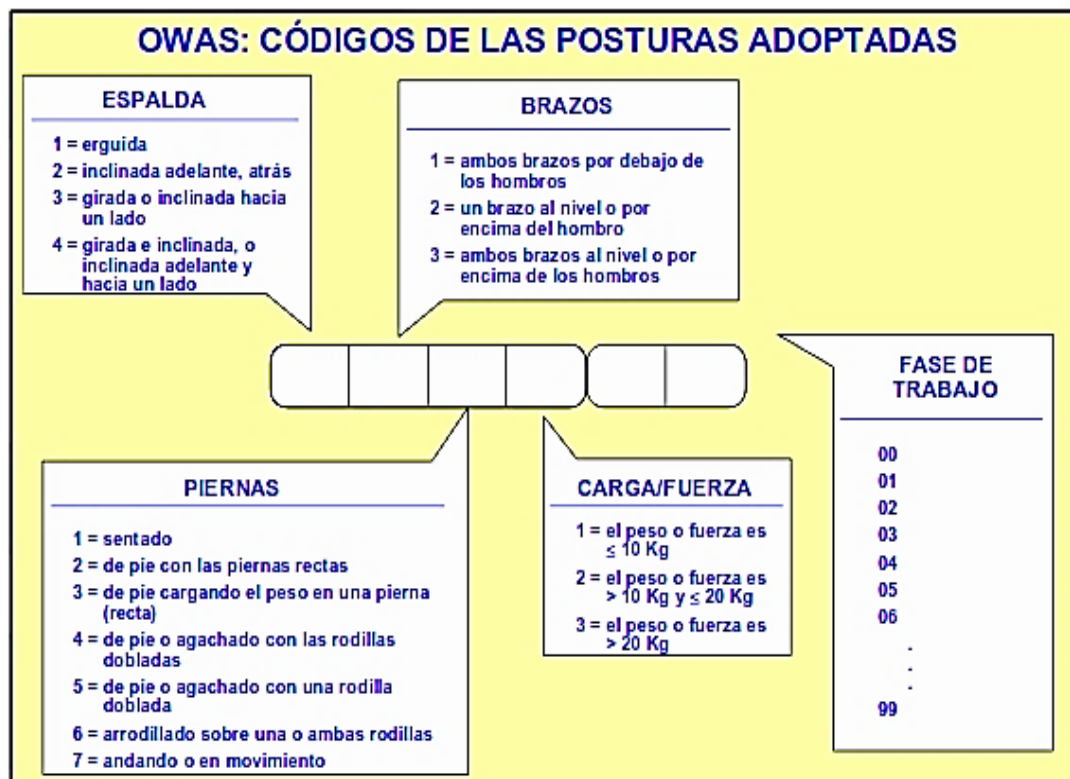 OWAS: CÓDIGOS DE LAS POSTURAS ADOPTADAS
ESPALDA
1 = erguida
2 = inclinada adelante, atrás
3 = girada o inclinada hacia
un lado
4 = girada e inclinada, o
inclinada adelante y
hacia un lado
BRAZOS
1 = ambos brazos por debajo de
los hombros
2 = un brazo al nivel o por
encima del hombro
3 = ambos brazos al nivel o por
encima de los hombros
FASE DE
TRABAJO
00
01
02
03
04
05
06
.
.
.
99
PIERNAS
1 = sentado
2 = de pie con las piernas rectas
3 = de pie cargando el peso en una pierna
(recta)
4 = de pie o agachado con las rodillas
dobladas
5 = de pie o agachado con una rodilla
doblada
6 = arrodillado sobre una o ambas rodillas
7 = andando o en movimiento
CARGA/FUERZA
1 = el peso o fuerza es
≤ 10 Kg
2 = el peso o fuerza es
> 10 Kg y ≤ 20 Kg
3 = el peso o fuerza es
> 20 Kg